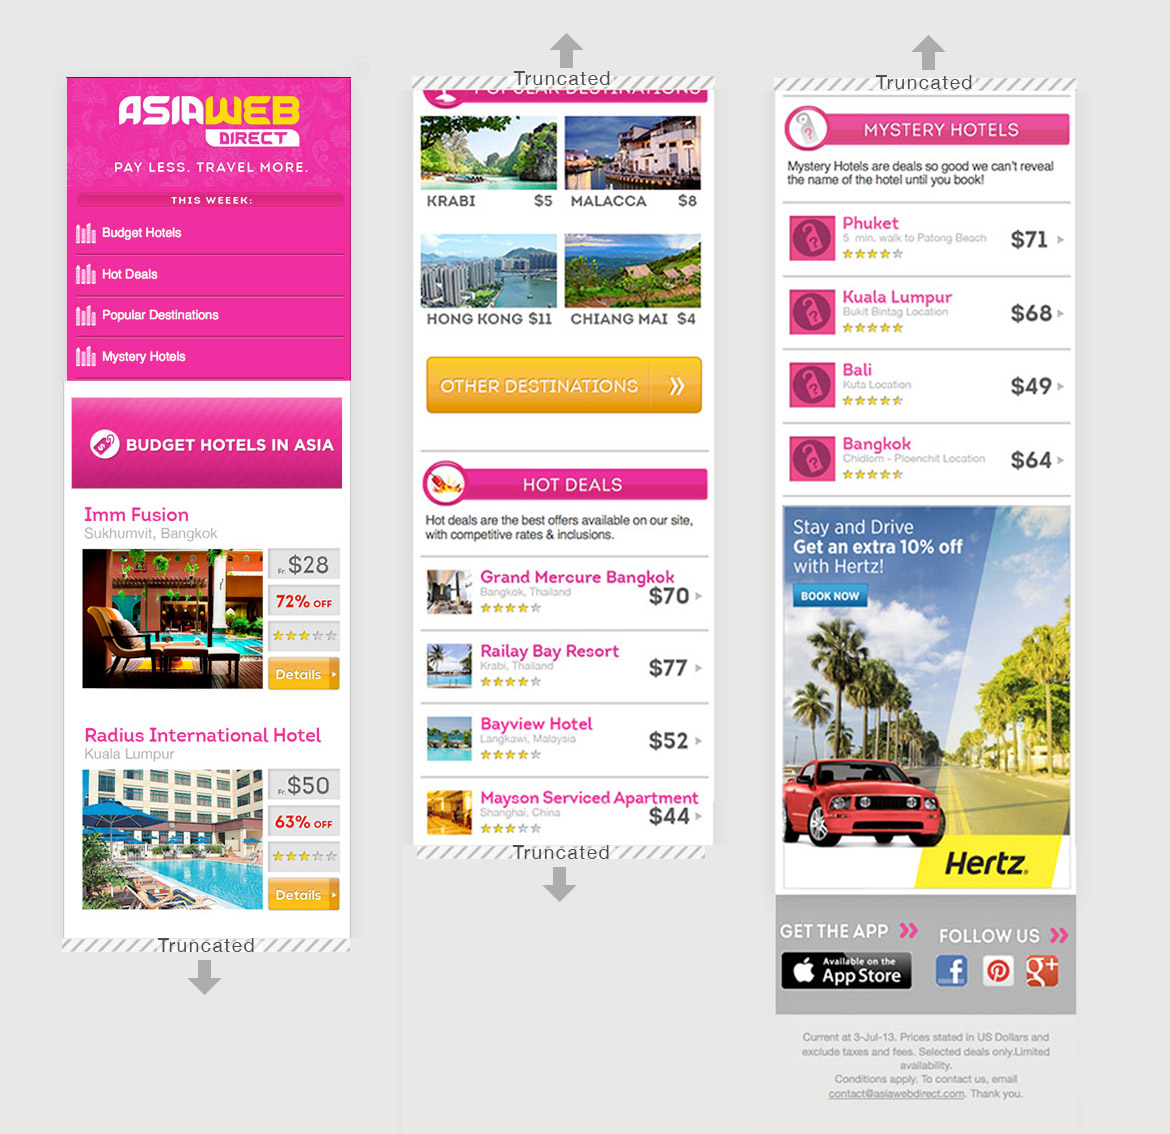 ASIAWEB
DIRECT
PAY LESS. TRAVEL MORE.
THIS WEEEK:
Budget Hotels
Hot Deals
Popular Destinations
Mystery Hotels
BUDGET HOTELS IN ASIA
Imm Fusion
Sukhumvit, Bangkok
Fr. $28
72% OFF
Details
Radius International Hotel
Kuala Lumpur
Fr. $50
63% OFF
Details
Truncated
Truncated
POPULAR DESTINATIONS
KRABI $5
MALACCA $8
HONG KONG $11
CHIANG MAI $4
OTHER DESTINATIONS
HOT DEALS
Hot deals are the best offers available on our site,
with competitive rates & inclusions.
Grand Mercure Bangkok
Bangkok, Thailand
$70
Railay Bay Resort
Krabi, Thailand
$77
Bayview Hotel
Langkawi, Malaysia
$52
Mayson Serviced Apartment
Shanghai, China
$44
Truncated
Truncated
MYSTERY HOTELS
Mystery Hotels are deals so good we can't reveal
the name of the hotel until you book!
Phuket
5 min. walk to Patong Beach
$71
Kuala Lumpur
Bukit Bintag Location
$68
Bali
Kuta Location
$49
Bangkok
Chidlom - Ploenchit Location
$64
Stay and Drive
Get an extra 10% off
with Hertz!
BOOK NOW
Hertz.
GET THE APP
FOLLOW US
Available on the
App Store
Current at 3-Jul-13. Prices stated in US Dollars and
exclude taxes and fees. Selected deals only.Limited
availability.
Conditions apply. To contact us, email
contact@asiawebdirect.com. Thank you.